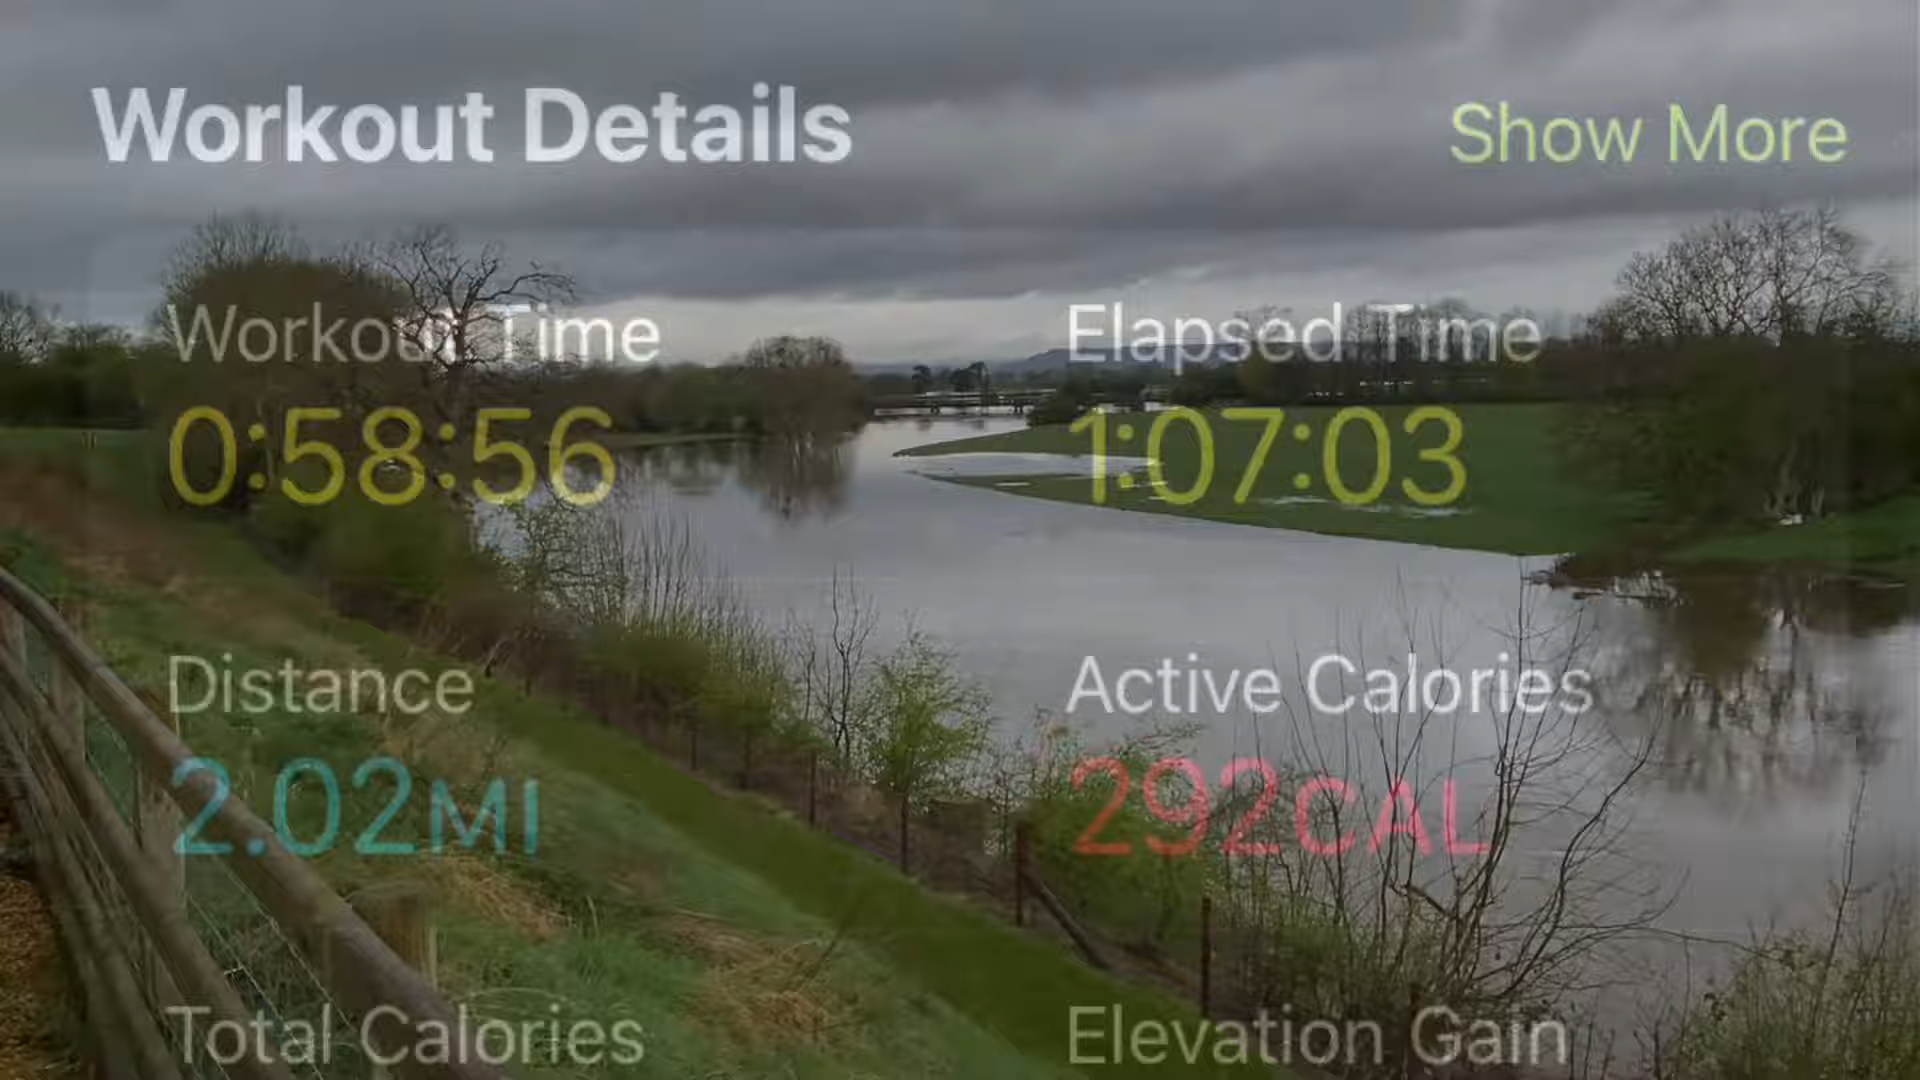 Workout Details
Show More
Workout Time
Elapsed Time
0:58:56
1:07:03
Distance
Active Calories
2.02MI
292CAL
Total Calories
Elevation Gain